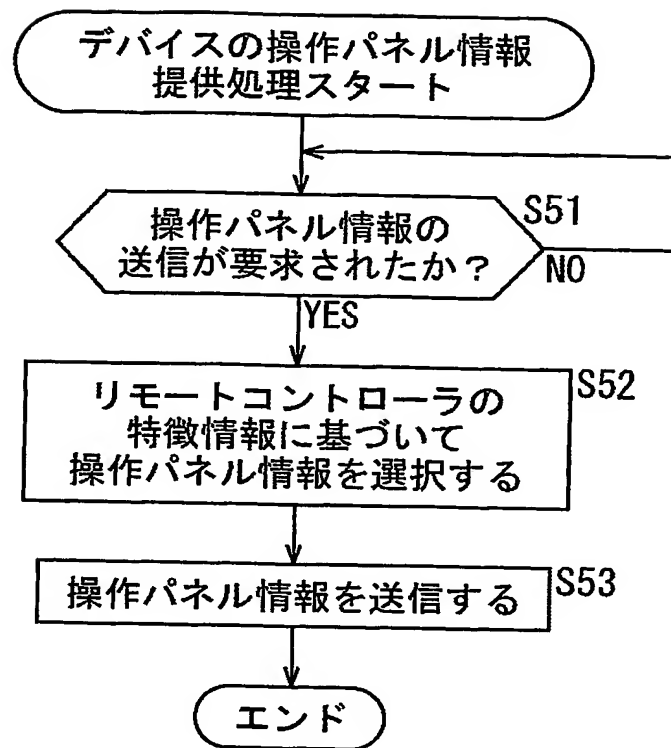 デバイスの操作パネル情報
提供処理スタート
操作パネル情報の
送信が要求されたか？
S51
NO
YES
リモートコントローラの
特徴情報に基づいて
操作パネル情報を選択する
S52
操作パネル情報を送信する
S53
エンド